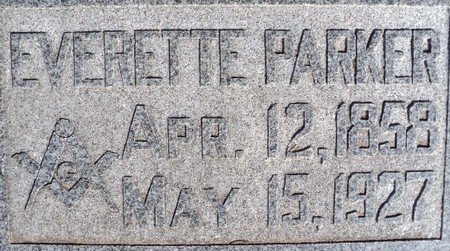 EVERETTE PARKER
APR. 12, 1858
G
MAY 15, 1927